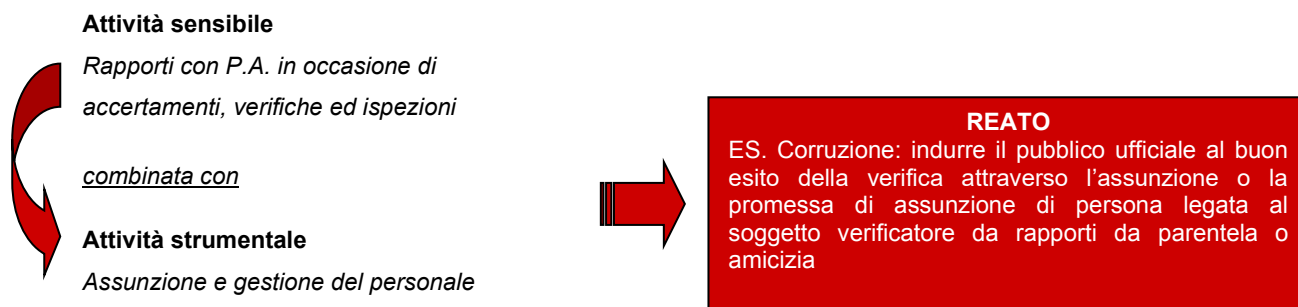 Attività sensibile
Rapporti con P.A. in occasione di
accertamenti, verifiche ed ispezioni
combinata con
Attività strumentale
Assunzione e gestione del personale
REATO
ES. Corruzione: indurre il pubblico ufficiale al buon
esito della verifica attraverso l'assunzione o la
promessa di assunzione di persona legata al
soggetto verificatore da rapporti da parentela o
amicizia